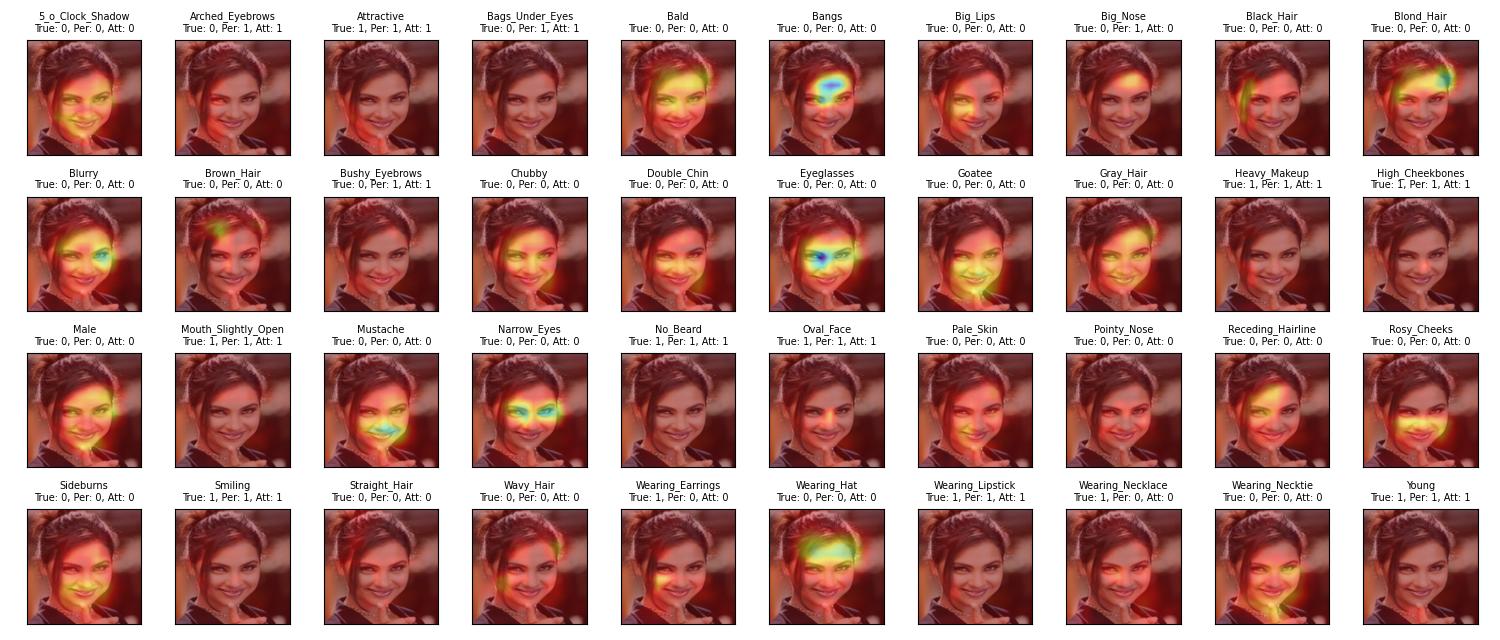 5_o_Clock_Shadow
True: 0, Per: 0, Att: 0
Arched_Eyebrows
True: 0, Per: 1, Att: 1
Attractive
True: 1, Per: 1, Att: 1
Bags_Under_Eyes
True: 0, Per: 1, Att: 1
Bald
True: 0, Per: 0, Att: 0
Bangs
True: 0, Per: 0, Att: 0
Big_Lips
True: 0, Per: 0, Att: 0
Big_Nose
True: 0, Per: 1, Att: 0
Black_Hair
True: 0, Per: 0, Att: 0
Blond_Hair
True: 0, Per: 0, Att: 0
Blurry
True: 0, Per: 0, Att: 0
Brown_Hair
True: 0, Per: 0, Att: 0
Bushy_Eyebrows
True: 0, Per: 1, Att: 1
Chubby
True: 0, Per: 0, Att: 0
Double_Chin
True: 0, Per: 0, Att: 0
Eyeglasses
True: 0, Per: 0, Att: 0
Goatee
True: 0, Per: 0, Att: 0
Gray_Hair
True: 0, Per: 0, Att: 0
Heavy_Makeup
True: 1, Per: 1, Att: 1
High_Cheekbones
True: 1, Per: 1, Att: 1
Male
True: 0, Per: 0, Att: 0
Mouth_Slightly_Open
True: 1, Per: 1, Att: 1
Mustache
True: 0, Per: 0, Att: 0
Narrow_Eyes
True: 0, Per: 0, Att: 0
No_Beard
True: 1, Per: 1, Att: 1
Oval_Face
True: 1, Per: 1, Att: 1
Pale_Skin
True: 0, Per: 0, Att: 0
Pointy_Nose
True: 0, Per: 0, Att: 0
Receding_Hairline
True: 0, Per: 0, Att: 0
Rosy_Cheeks
True: 0, Per: 0, Att: 0
Sideburns
True: 0, Per: 0, Att: 0
Smiling
True: 1, Per: 1, Att: 1
Straight_Hair
True: 0, Per: 0, Att: 0
Wavy_Hair
True: 0, Per: 0, Att: 0
Wearing_Earrings
True: 1, Per: 0, Att: 0
Wearing_Hat
True: 0, Per: 0, Att: 0
Wearing_Lipstick
True: 1, Per: 1, Att: 1
Wearing_Necklace
True: 1, Per: 0, Att: 0
Wearing_Necktie
True: 0, Per: 0, Att: 0
Young
True: 1, Per: 1, Att: 1